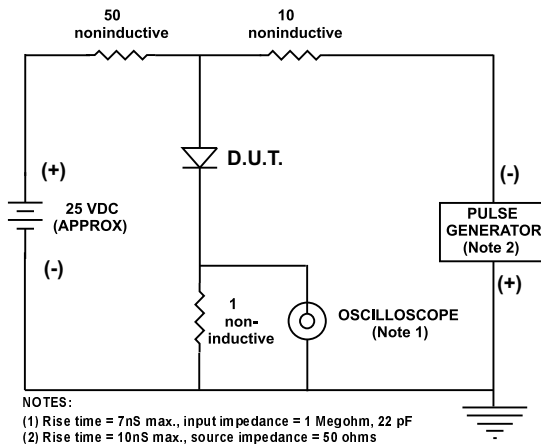 50
noninductive
10
noninductive
D.U.T.
(+)
25 VDC
(APPROX)
(-)
(-)
PULSE
GENERATOR
(Note 2)
(+)
1
non-
inductive
OSCILLOSCOPE
(Note 1)
NOTES:
(1) Rise time = 7nS max., input impedance = 1 Megohm, 22 pF
(2) Rise time = 10nS max., source impedance = 50 ohms